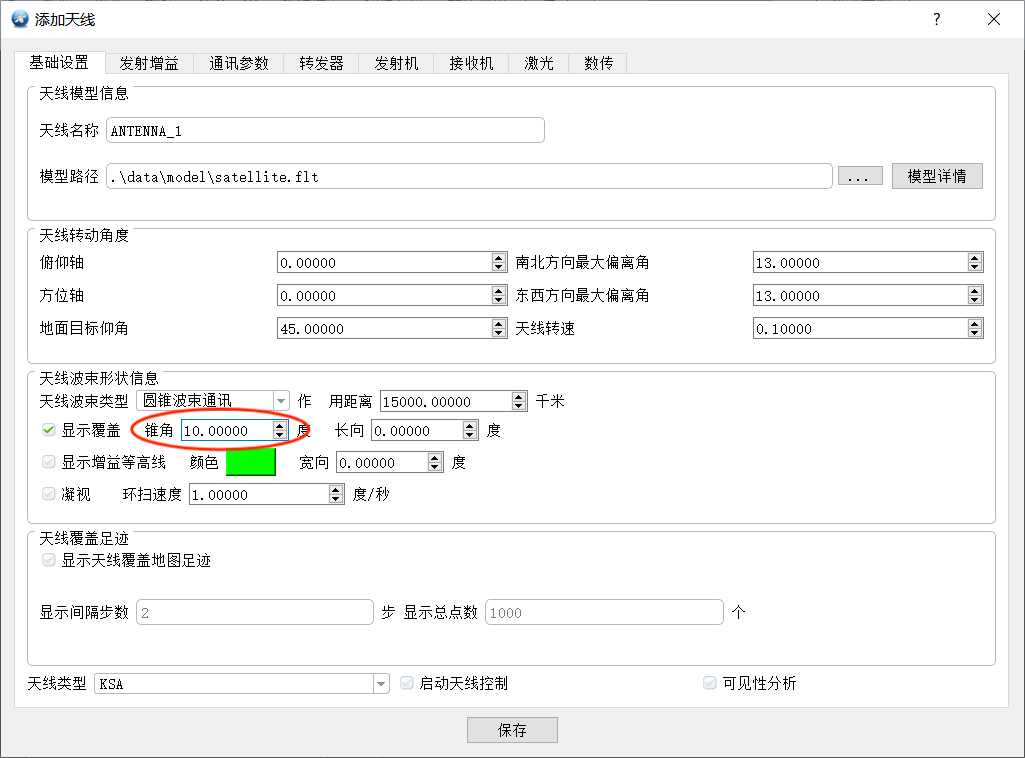 添加天线 ?
基础设置 发射增益 通讯参数 转发器 发射机 接收机 激光 数传
天线模型信息
天线名称 ANTENNA_1
模型路径 .\data\model\satellite.flt ... 模型详情
天线转动角度
俯仰轴 0.00000 南北方向最大偏离角 13.00000
方位轴 0.00000 东西方向最大偏离角 13.00000
地面目标仰角 45.00000 天线转速 0.10000
天线波束形状信息
天线波束类型 圆锥波束通讯 作 用距离 15000.00000 千米
显示覆盖 锥角 10.00000 度 长向 0.00000 度
显示增益等高线 颜色 宽向 0.00000 度
凝视 环扫速度 1.00000 度/秒
天线覆盖足迹
显示天线覆盖地图足迹
显示间隔步数 2 步 显示总点数 1000 个
天线类型 KSA 启动天线控制 可见性分析
保存